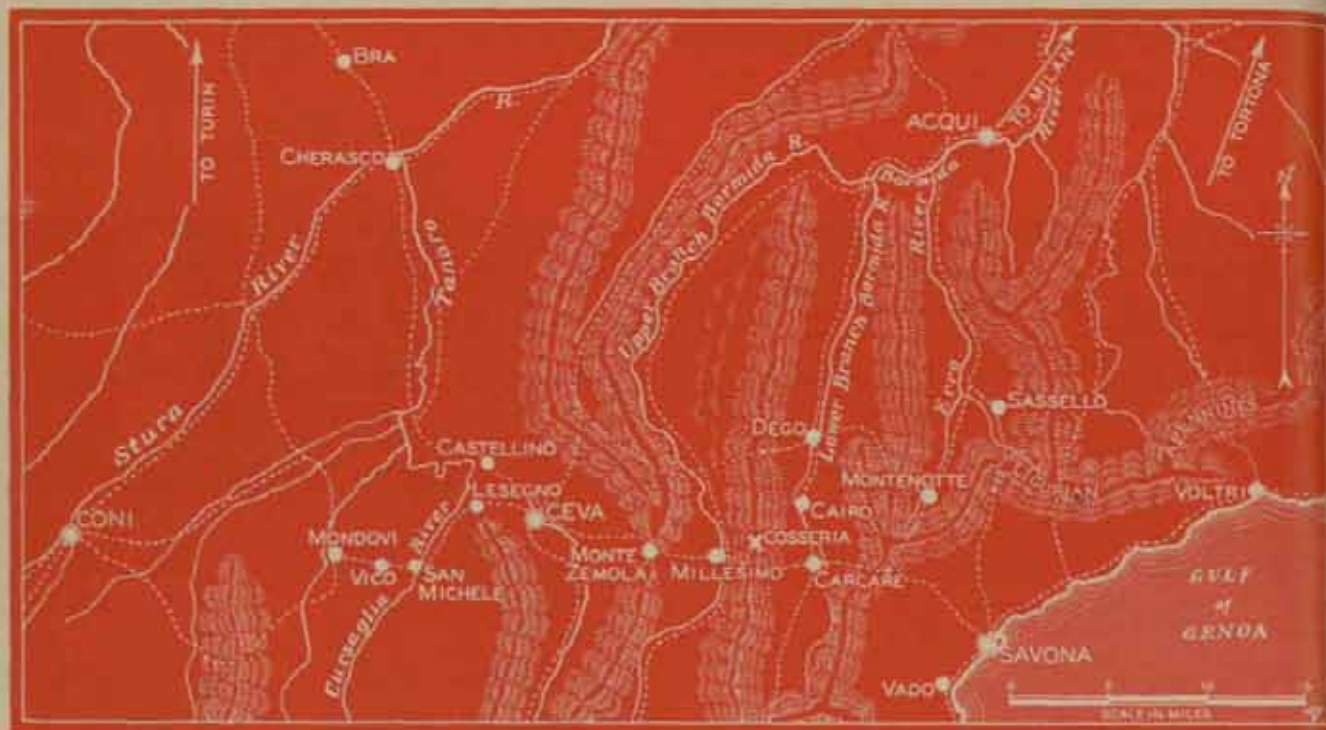 BRA
TO TURIN
R.
CHERASCO
ACQUI
TO MILAN
River
TO TORTONA
N
Stura River
Tanaro
Upper Branch Bormida R.
Bormida River
Lower Branch Bormida R.
Erro
SASSELLO
DEGO
CASTELLINO
LESEGNO
CEVA
MONTENOTTE
APENNINES
VOLTRI
CONI
MONDOVI
VICO
SAN
MICHELE
River
MONTE
ZEMOLA
MILLESIMO
COSSERIA
CAIRO
CARCARE
GULF
of
GENOA
SAVONA
VADO
SCALE IN MILES